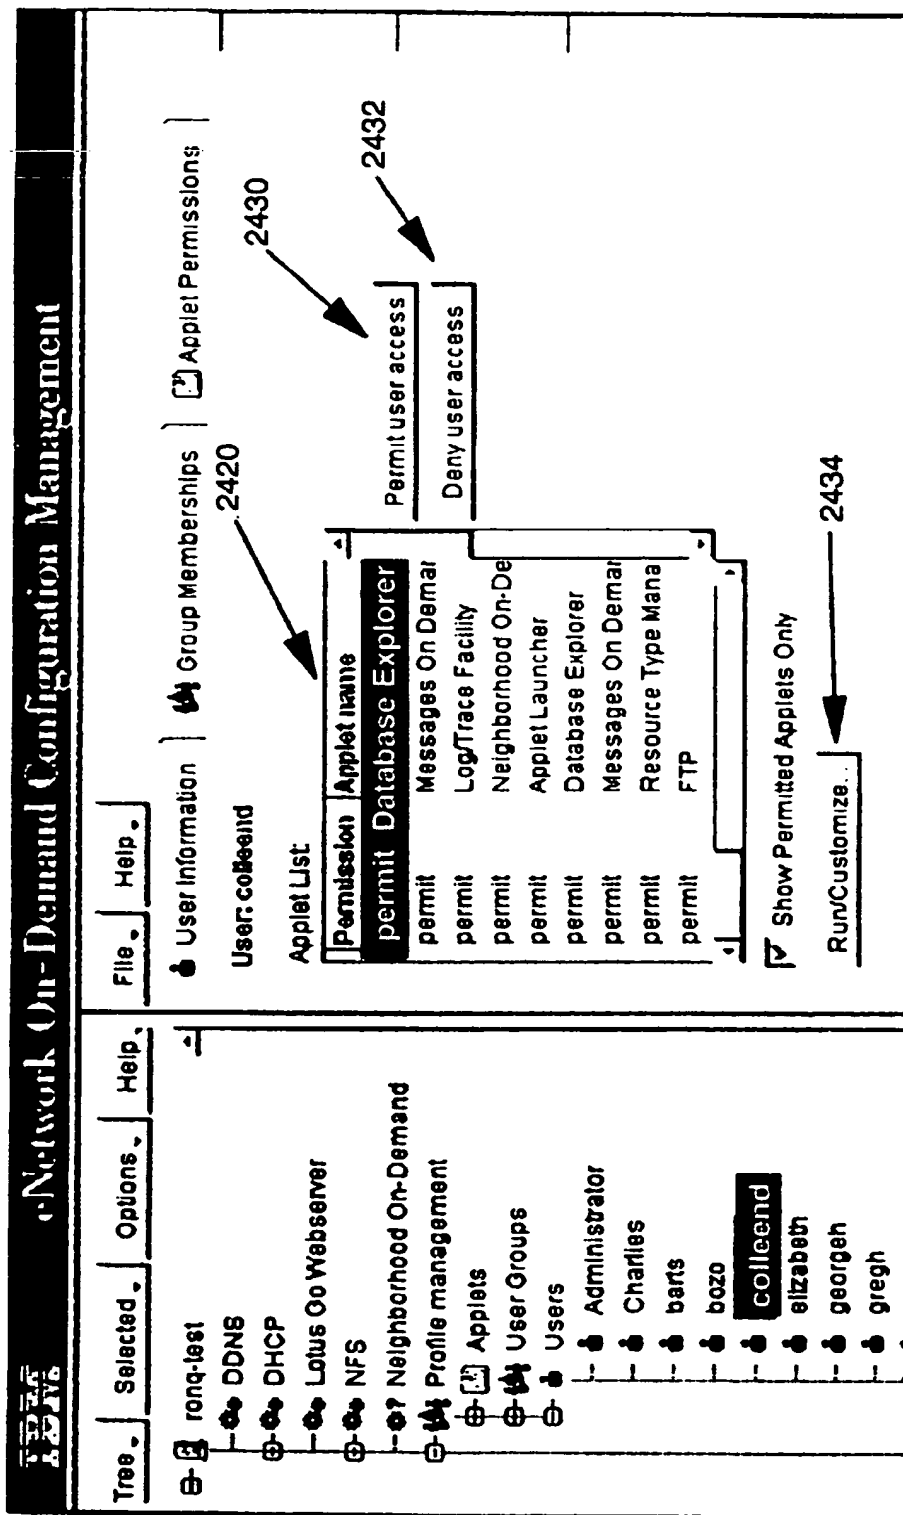 IBM eNetwork On-Demand Configuration Management
Tree Selected Options Help
ronq-test
DDNS
DHCP
Lotus Go Webserver
NFS
Neighborhood On-Demand
Profile management
Applets
User Groups
Users
Administrator
Charlies
barts
bozo
colleend
elizabeth
georgeh
gregh
File Help
User Information Group Memberships Applet Permissions
User: colleend
Applet List:
2420
Permission Applet name
permit Database Explorer
permit Messages On Demar
permit Log/Trace Facility
permit Neighborhood On-De
permit Applet Launcher
permit Database Explorer
permit Messages On Demar
permit Resource Type Mana
permit FTP
Permit user access
2430
Deny user access
2432
Show Permitted Applets Only
Run/Customize...
2434